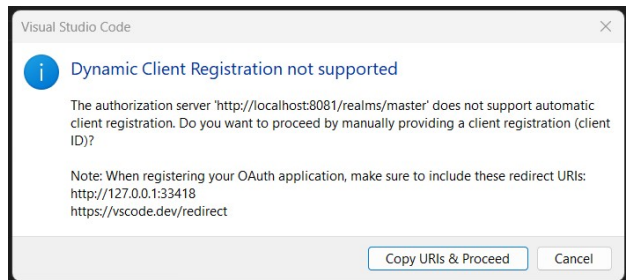 Visual Studio Code
Dynamic Client Registration not supported
The authorization server 'http://localhost:8081/realms/master' does not support automatic
client registration. Do you want to proceed by manually providing a client registration (client
ID)?
Note: When registering your OAuth application, make sure to include these redirect URIs:
http://127.0.0.1:33418
https://vscode.dev/redirect
Copy URIs & Proceed
Cancel